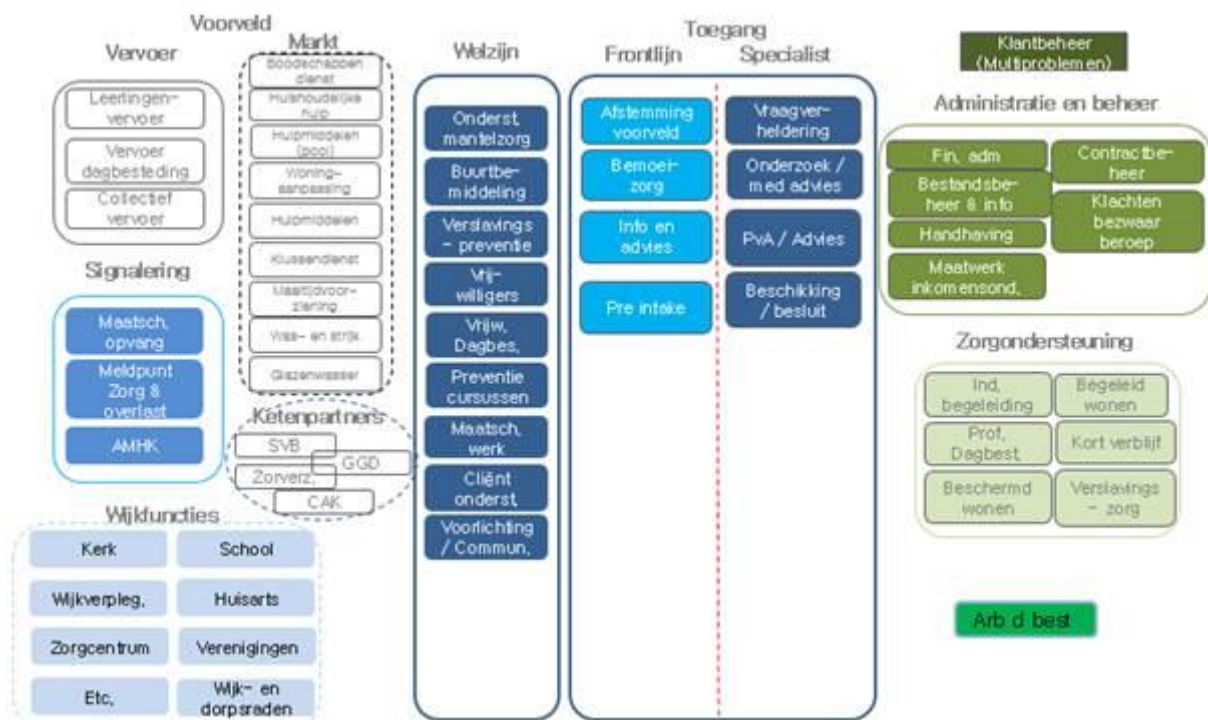 Voorveld
Vervoer
Leerlingen-
vervoer
Vervoer
dagbesteding
Collectief
vervoer
Signalering
Maatsch.
opvang
Meldpunt
Zorg &
overlast
AMHK
Markt
Boodschappen
dienst
Huishoudelijke
hulp
Hulpmiddelen
(pool)
Woning-
aanpassing
Hulpmiddelen
Klussendienst
Maaltijdvoor-
ziening
Was- en strijk
Glazenwasser
Ketenpartners
SVB
GGD
Zorverz.
CAK
Wijkfuncties
Kerk
School
Wijkverpleg.
Huisarts
Zorgcentrum
Verenigingen
Etc.
Wijk- en
dorpsraden
Welzijn
Onderst.
mantelzorg
Buurtbe-
middeling
Verslavings
- preventie
Vrij-
willigers
Vrijw.
Dagbes.
Preventie
cursussen
Maatsch.
werk
Cliënt
onderst.
Voorlichting
/ Commun.
Toegang
Frontlijn
Afstemming
voorveld
Bemoei-
zorg
Info en
advies
Pre intake
Specialist
Vraagver-
heldering
Onderzoek /
med advies
PvA / Advies
Beschikking
/ besluit
Klantbeheer
(Multiproblemen)
Administratie en beheer
Fin. adm
Contractbe-
heer
Bestandsbe-
heer & info
Klachten
bezwaar
beroep
Handhaving
Maatwerk
inkomensond.
Zorgondersteuning
Ind.
begeleiding
Begeleid
wonen
Prof.
Dagbest.
Kort verblijf
Beschermd
wonen
Verslavings
- zorg
Arb d best